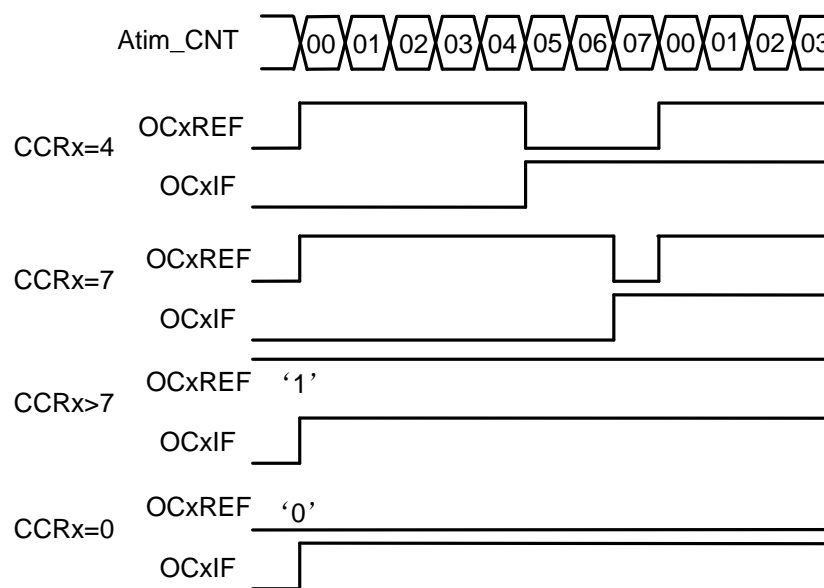 Atim_CNT 00 01 02 03 04 05 06 07 00 01 02 03
OCxREF
CCRx=4
OCxIF
OCxREF
CCRx=7
OCxIF
OCxREF ‘1’
CCRx>7
OCxIF
OCxREF ‘0’
CCRx=0
OCxIF